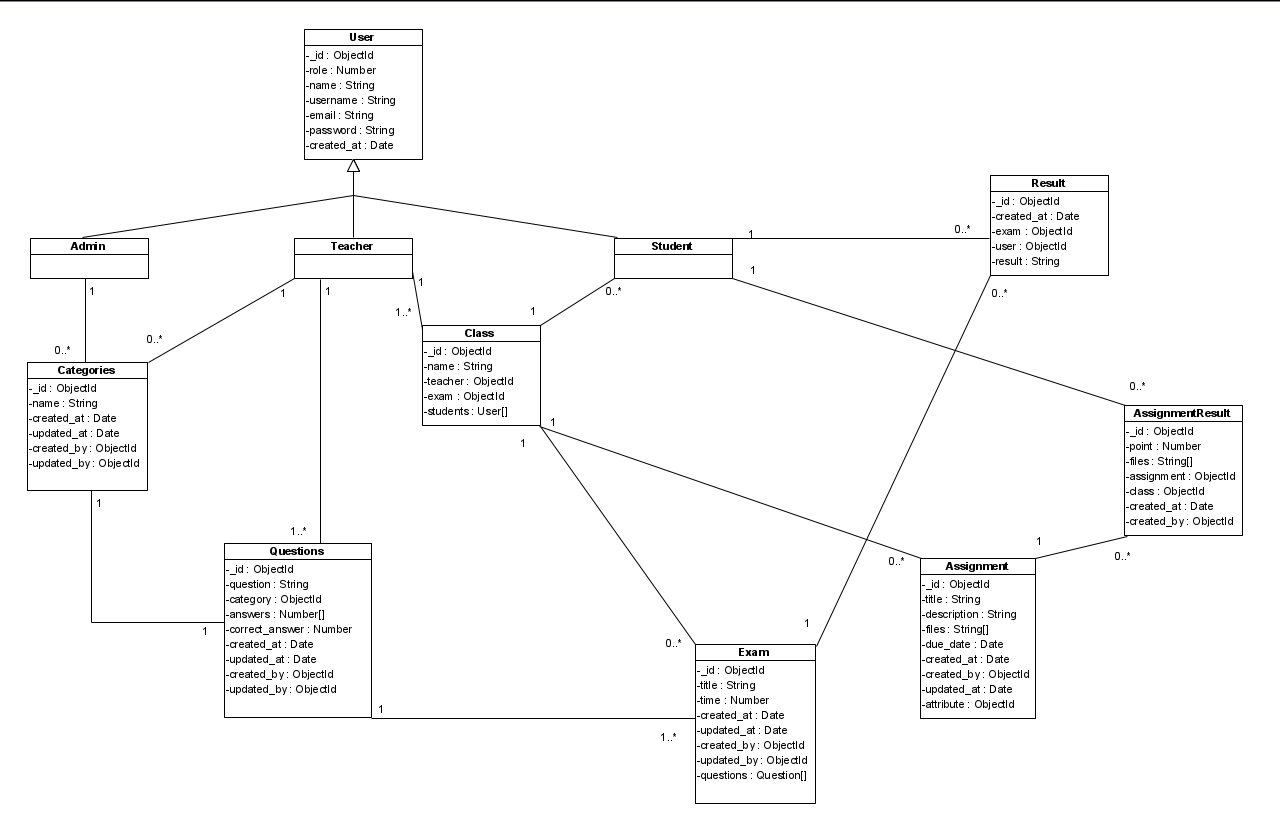 User
-_id : ObjectId
-role : Number
-name : String
-username : String
-email : String
-password : String
-created_at : Date
Result
-_id : ObjectId
-created_at : Date
-exam : ObjectId
-user : ObjectId
-result : String
Admin
Teacher
Student
1
0..*
1
1
1
1
1
0..*
0..*
1..*
1
0..*
0..*
Class
-_id : ObjectId
-name : String
-teacher : ObjectId
-exam : ObjectId
-students : User[]
Categories
-_id : ObjectId
-name : String
-created_at : Date
-updated_at : Date
-created_by : ObjectId
-updated_by : ObjectId
0..*
AssignmentResult
-_id : ObjectId
-point : Number
-files : String[]
-assignment : ObjectId
-class : ObjectId
-created_at : Date
-created_by : ObjectId
1
1
1
1..*
1
0..*
0..*
Questions
-_id : ObjectId
-question : String
-category : ObjectId
-answers : Number[]
-correct_answer : Number
-created_at : Date
-updated_at : Date
-created_by : ObjectId
-updated_by : ObjectId
Assignment
-_id : ObjectId
-title : String
-description : String
-files : String[]
-due_date : Date
-created_at : Date
-created_by : ObjectId
-updated_at : Date
-attribute : ObjectId
1
1
0..*
Exam
-_id : ObjectId
-title : String
-time : Number
-created_at : Date
-updated_at : Date
-created_by : ObjectId
-updated_by : ObjectId
-questions : Question[]
1
1..*